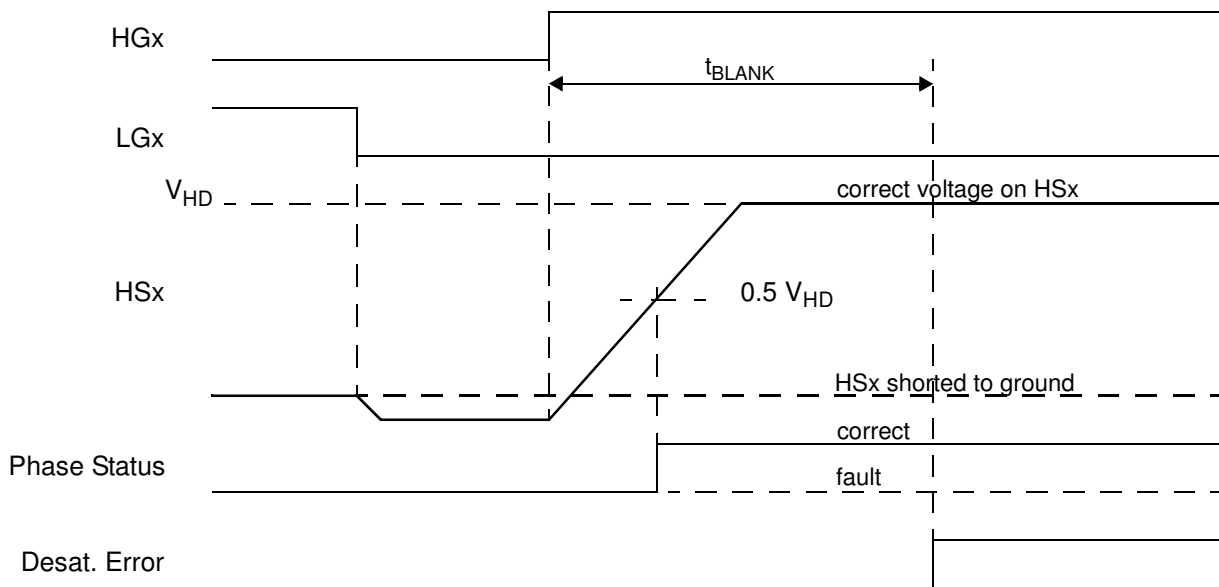 HGx
tBLANK
LGx
VHD
correct voltage on HSx
HSx
0.5 VHD
HSx shorted to ground
correct
Phase Status
fault
Desat. Error